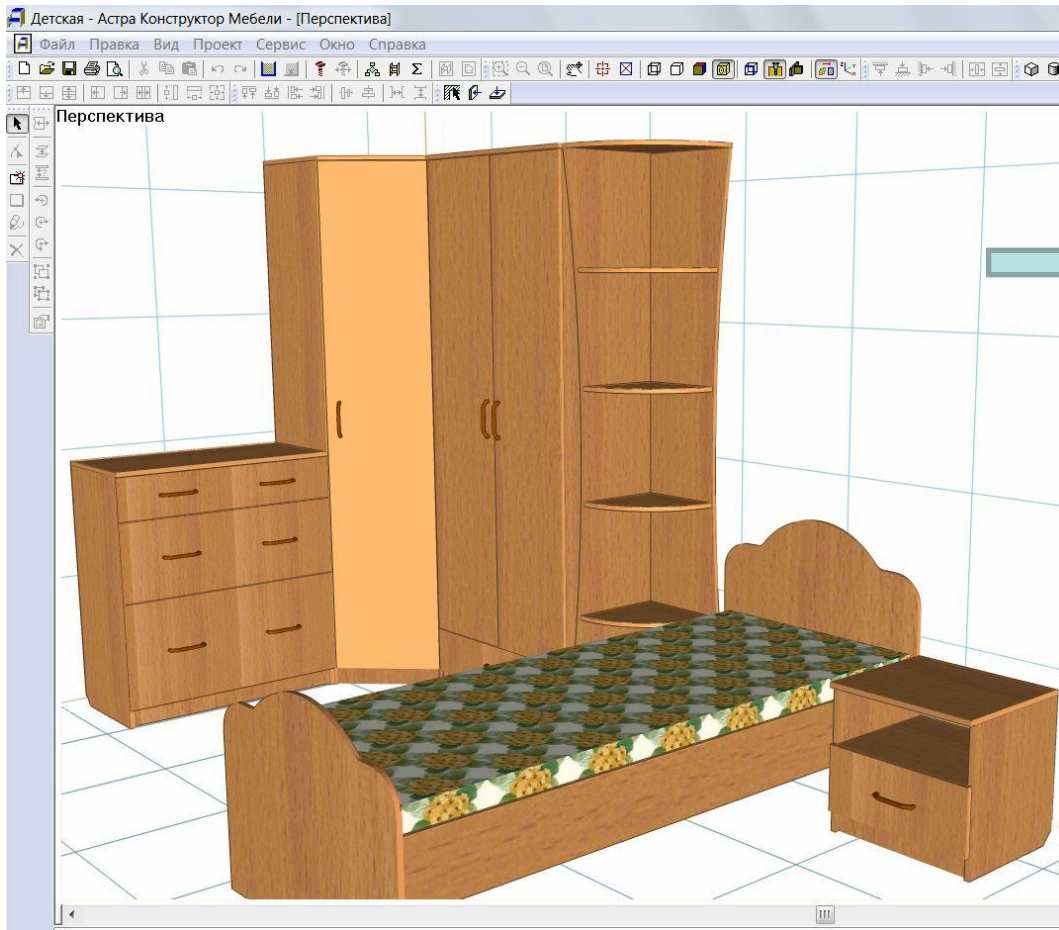 Детская - Астра Конструктор Мебели - [Перспектива]
Файл Правка Вид Проект Сервис Окно Справка
Перспектива